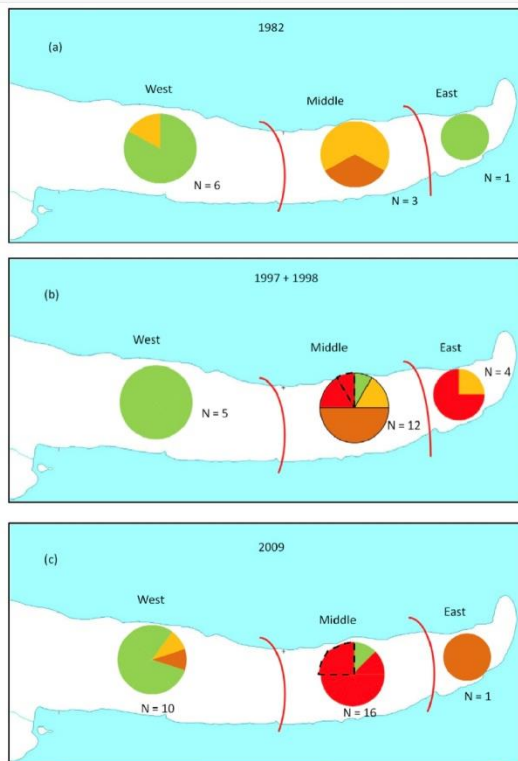 1982
(a)
West
Middle
East
N = 6
N = 3
N = 1
1997 + 1998
(b)
West
Middle
East
N = 5
N = 12
N = 4
2009
(c)
West
Middle
East
N = 10
N = 16
N = 1